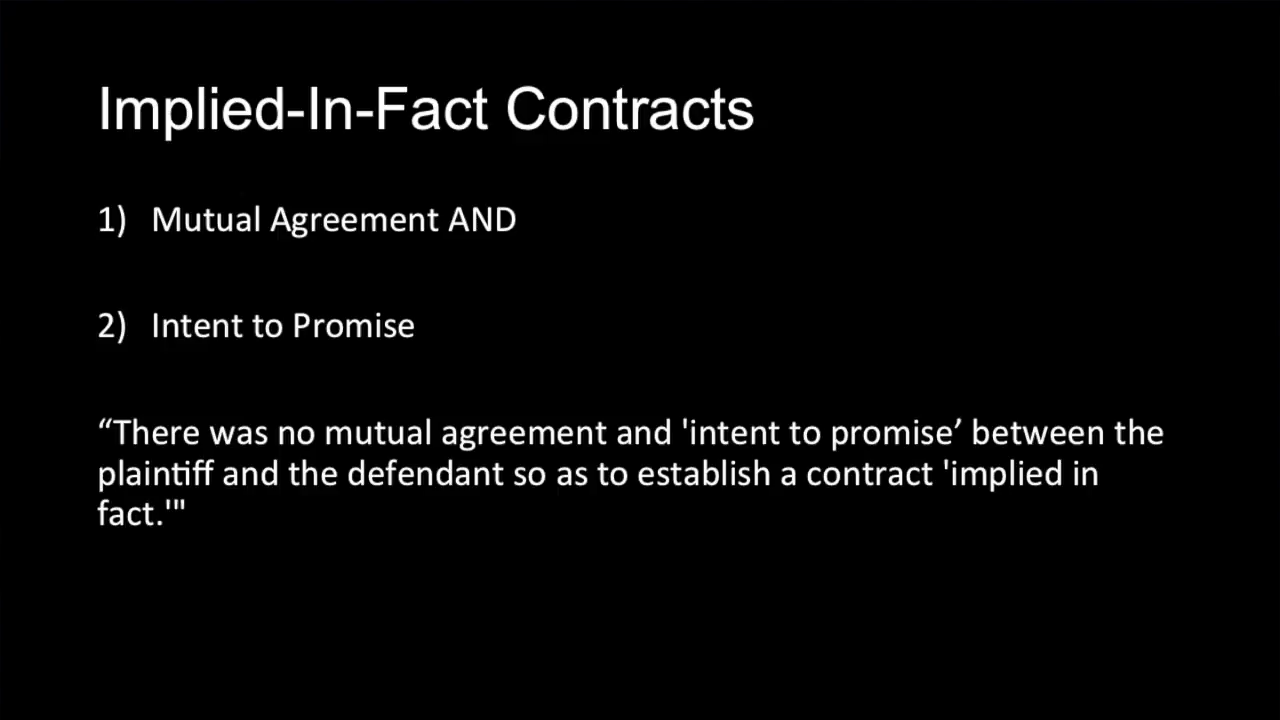 Implied-In-Fact Contracts
1) Mutual Agreement AND
2) Intent to Promise
“There was no mutual agreement and 'intent to promise’ between the
plaintiff and the defendant so as to establish a contract 'implied in
fact.'"